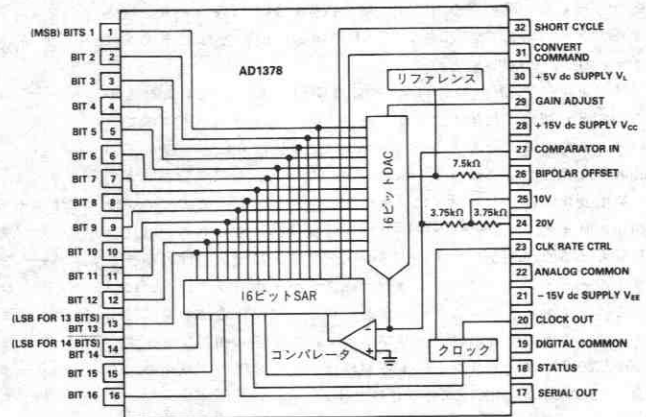 (MSB) BITS 1 1
BIT 2 2
BIT 3 3
BIT 4 4
BIT 5 5
BIT 6 6
BIT 7 7
BIT 8 8
BIT 9 9
BIT 10 10
BIT 11 11
BIT 12 12
(LSB FOR 13 BITS)
BIT 13 13
(LSB FOR 14 BITS)
BIT 14 14
BIT 15 15
BIT 16 16
AD1378
リファレンス
16ビットDAC
7.5kΩ
3.75kΩ 3.75kΩ
16ビットSAR
コンパレータ
−
+
クロック
32 SHORT CYCLE
31 CONVERT
COMMAND
30 +5V dc SUPPLY VL
29 GAIN ADJUST
28 +15V dc SUPPLY VCC
27 COMPARATOR IN
26 BIPOLAR OFFSET
25 10V
24 20V
23 CLK RATE CTRL
22 ANALOG COMMON
21 −15V dc SUPPLY VEE
20 CLOCK OUT
19 DIGITAL COMMON
18 STATUS
17 SERIAL OUT